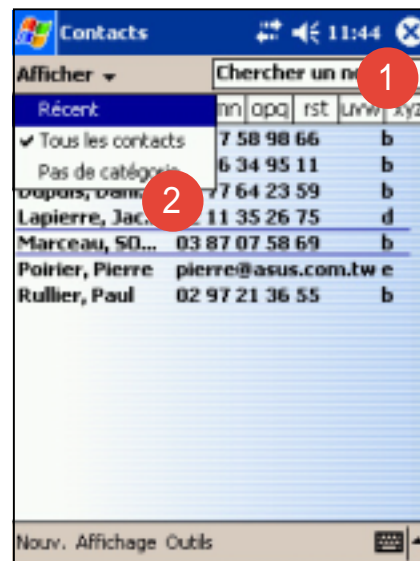 Contacts 11:44
Afficher Chercher un 1
Récent nn opq rst uvw xyz
Tous les contacts 7 58 98 66 b
Pas de 6 34 95 11 b
Dupuis, 7 64 23 59 b
Lapierre, Jac... 2 11 35 26 75 d
Marceau, SO... 03 87 07 58 69 b
Poirier, Pierre pierre@asus.com.tw e
Rullier, Paul 02 97 21 36 55 b
Nouv. Affichage Outils